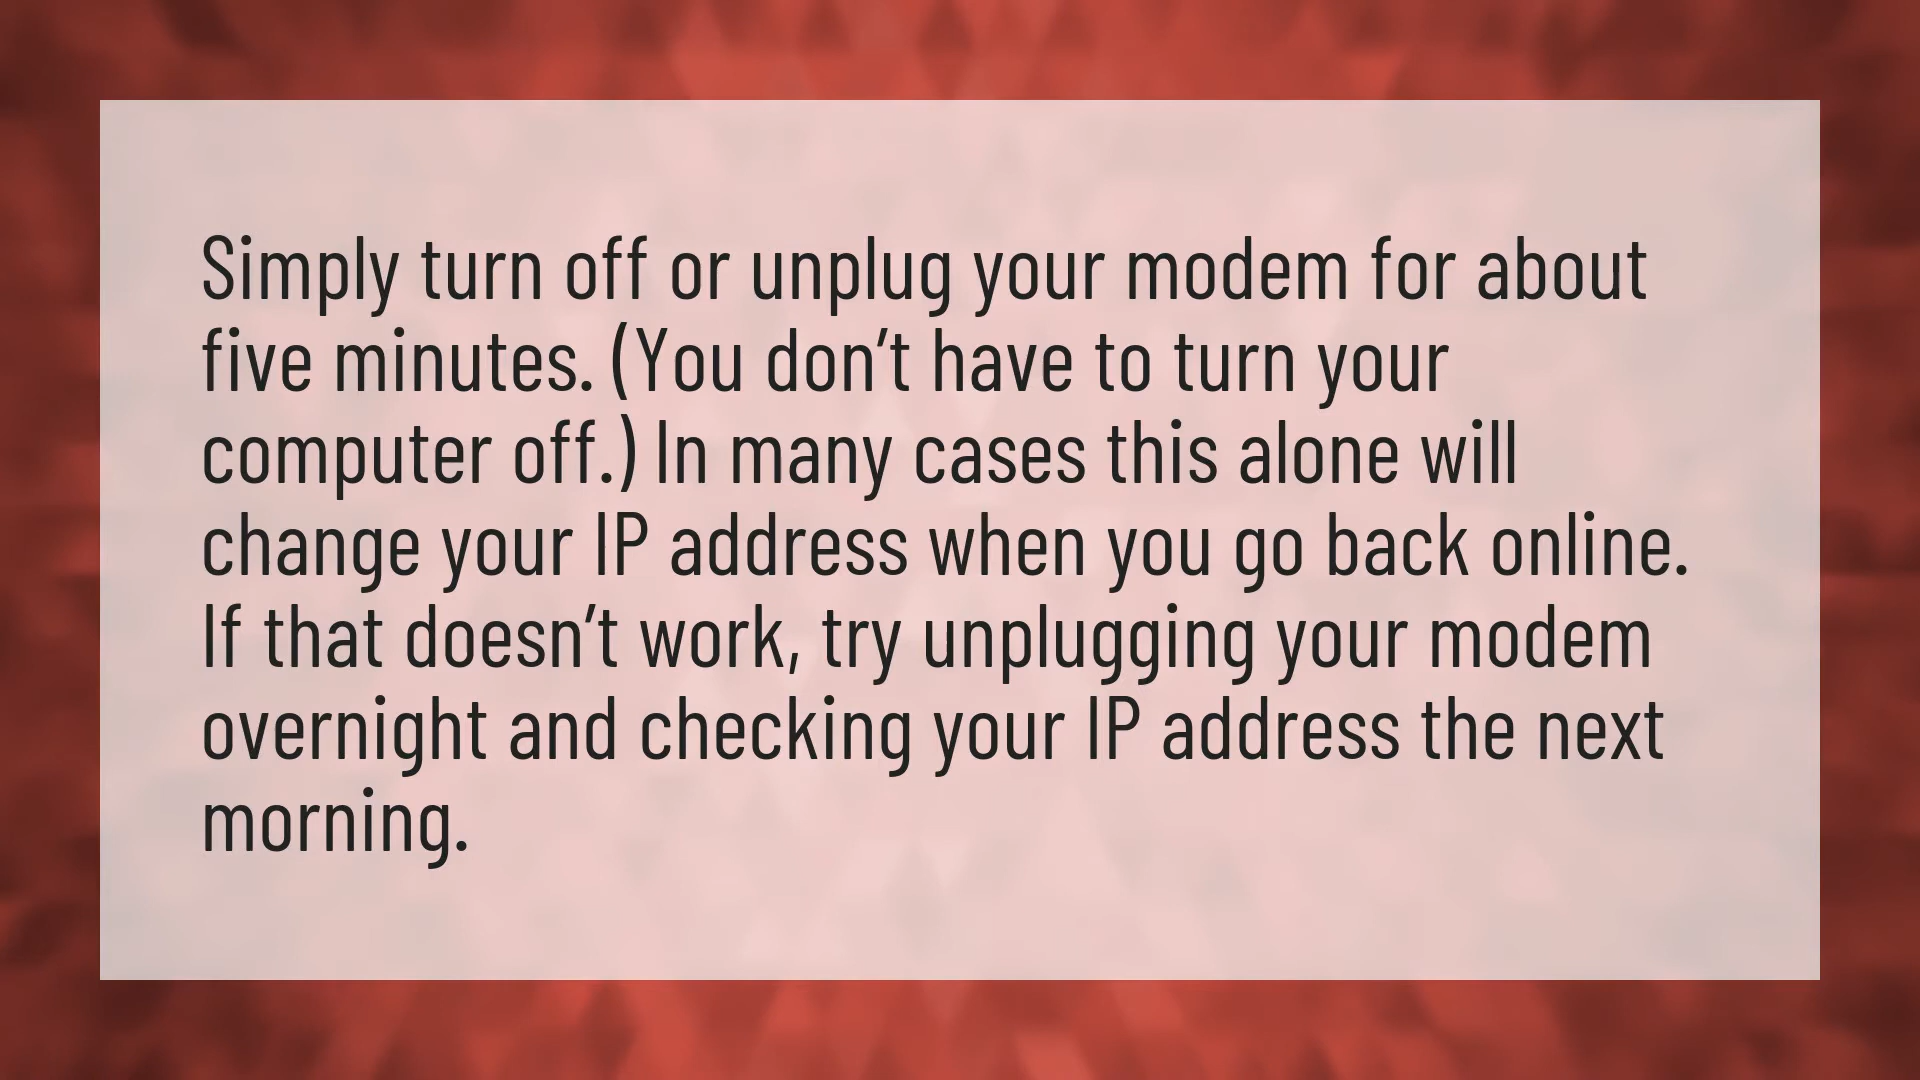 Simply turn off or unplug your modem for about
five minutes. (You don’t have to turn your
computer off.) In many cases this alone will
change your IP address when you go back online.
If that doesn’t work, try unplugging your modem
overnight and checking your IP address the next
morning.